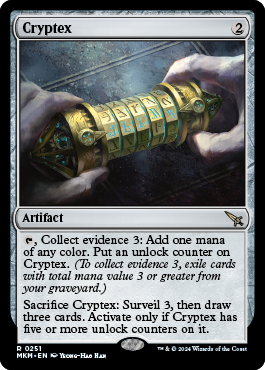 Cryptex 2
Artifact
, Collect evidence 3: Add one mana
of any color. Put an unlock counter on
Cryptex. (To collect evidence 3, exile cards
with total mana value 3 or greater from
your graveyard.)
Sacrifice Cryptex: Surveil 3, then draw
three cards. Activate only if Cryptex has
five or more unlock counters on it.
R 0251
MKM • EN Yeong-Hao Han
™ & © 2024 Wizards of the Coast